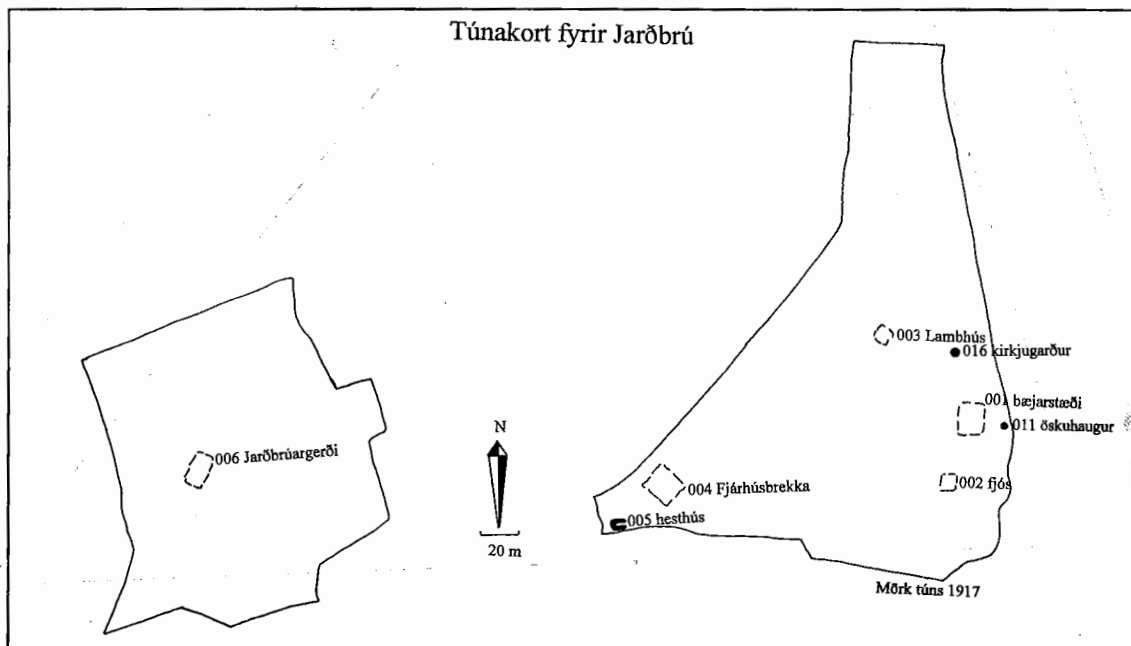 Túnakort fyrir Jarðbrú
003 Lambhús
016 kirkjugarður
001 bæjarstæði
011 öskuhaugur
006 Jarðbrúargerði
N
004 Fjárhúsbrekka
002 fjós
005 hesthús
20 m
Mörk túns 1917